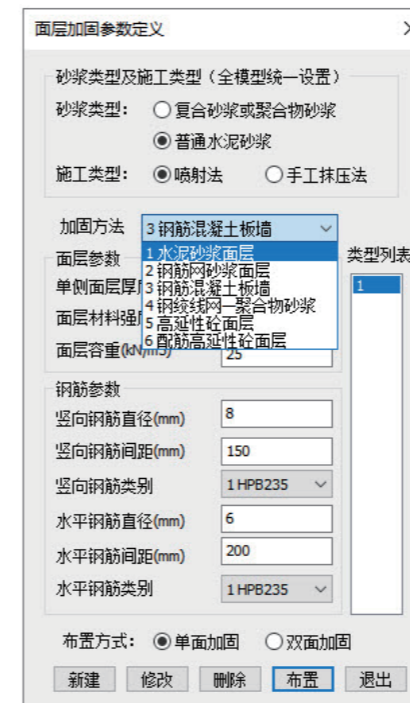 面层加固参数定义
砂浆类型及施工类型（全模型统一设置）
砂浆类型： 复合砂浆或聚合物砂浆
普通水泥砂浆
施工类型： 喷射法 手工抹压法
加固方法 3 钢筋混凝土板墙
面层参数 1 水泥砂浆面层 类型列表
2 钢筋网砂浆面层
单侧面层厚 3 钢筋混凝土板墙 1
4 钢绞线网—聚合物砂浆
面层材料强 5 高延性砼面层
6 配筋高延性砼面层
面层容重(kN/m3) 25
钢筋参数
竖向钢筋直径(mm) 8
竖向钢筋间距(mm) 150
竖向钢筋类别 1 HPB235
水平钢筋直径(mm) 6
水平钢筋间距(mm) 200
水平钢筋类别 1 HPB235
布置方式： 单面加固 双面加固
新建 修改 删除 布置 退出